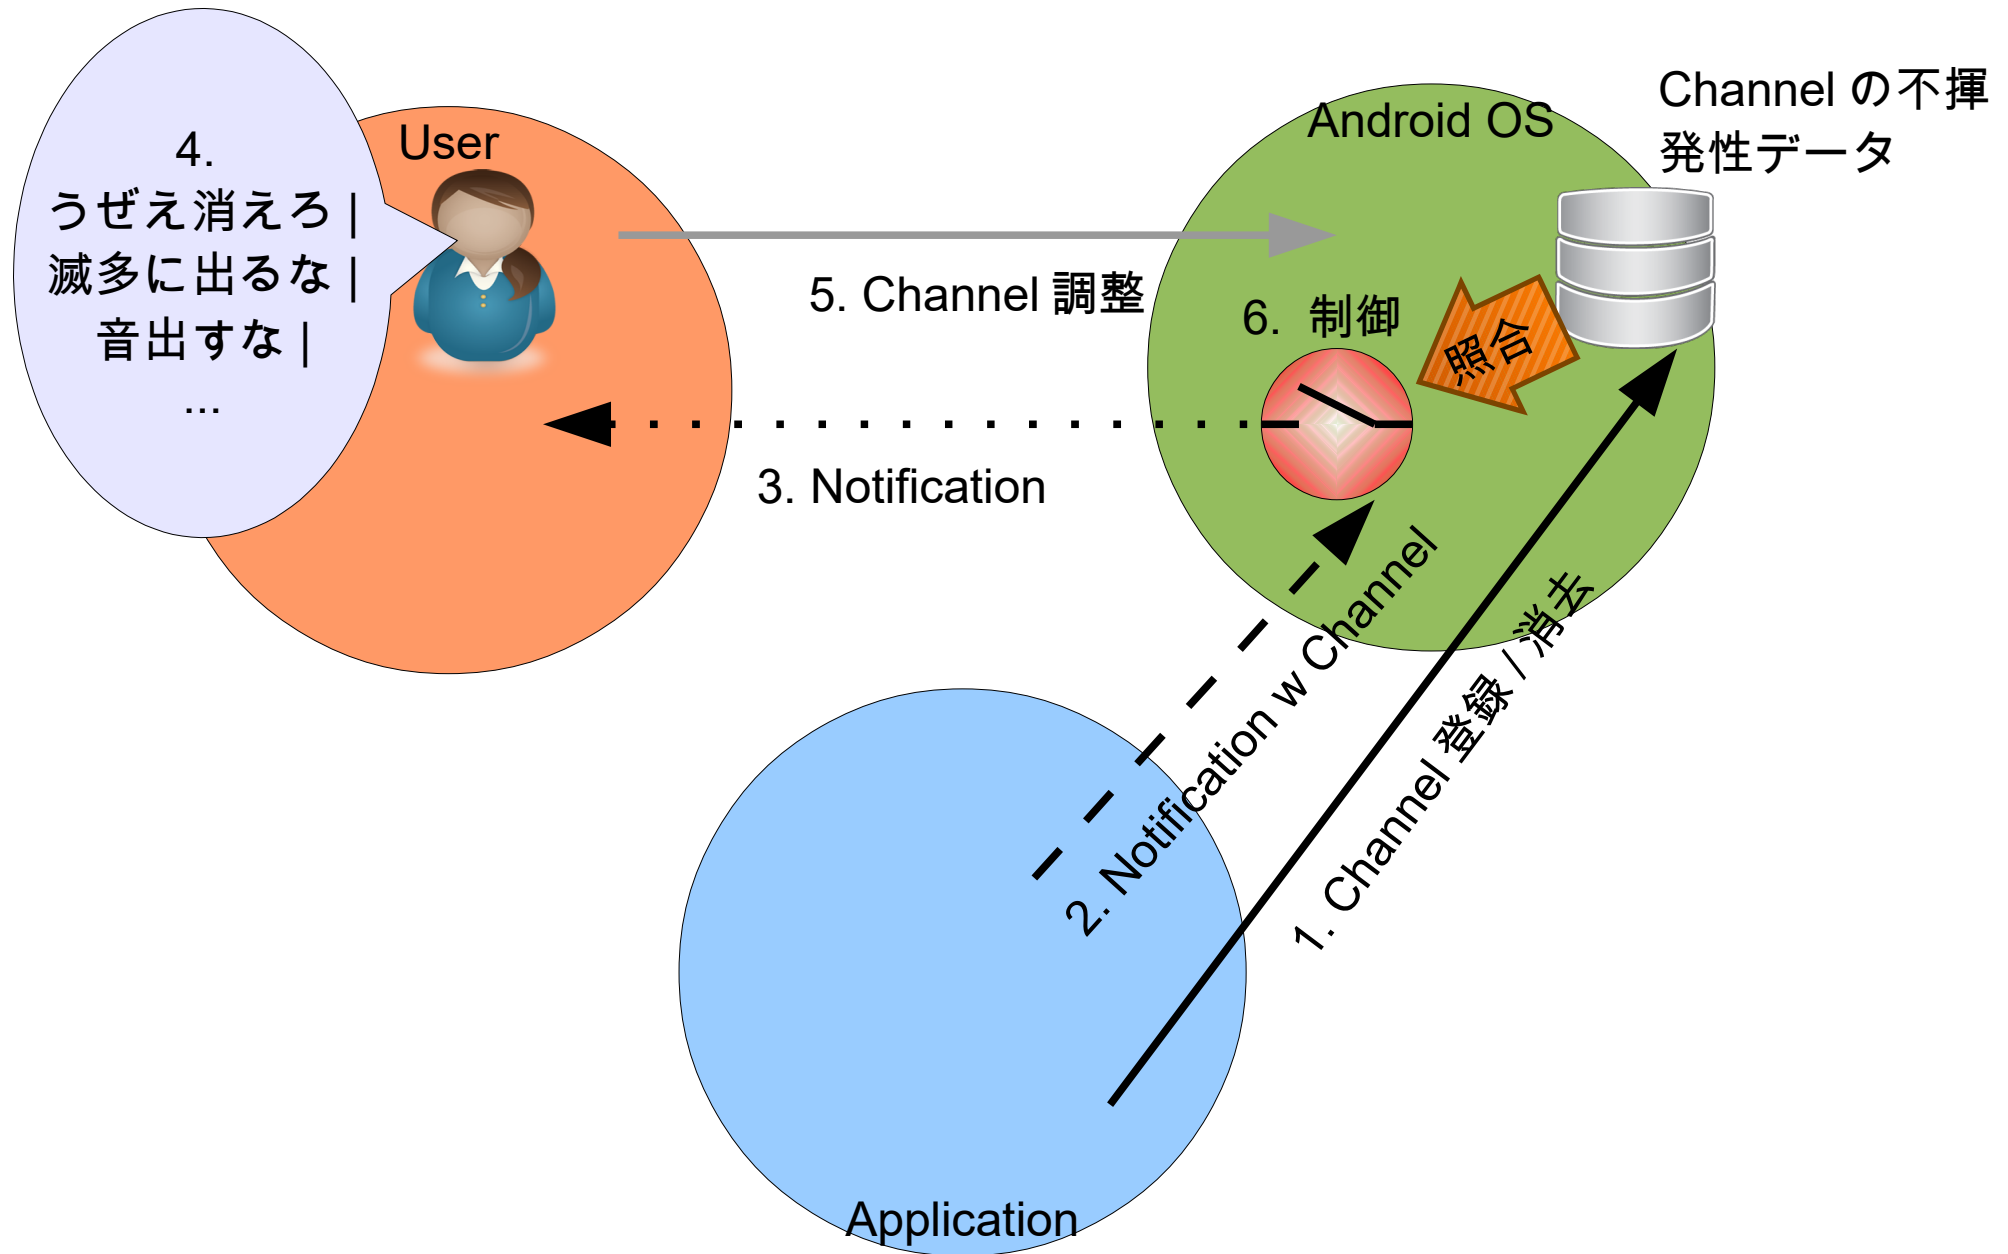 Channel の不揮
発性データ
Android OS
User
4.
うぜえ消えろ |
滅多に出るな |
音出すな |
...
5. Channel 調整
6. 制御
照合
3. Notification
2. Notification w Channel
1. Channel 登録 / 消去
Application